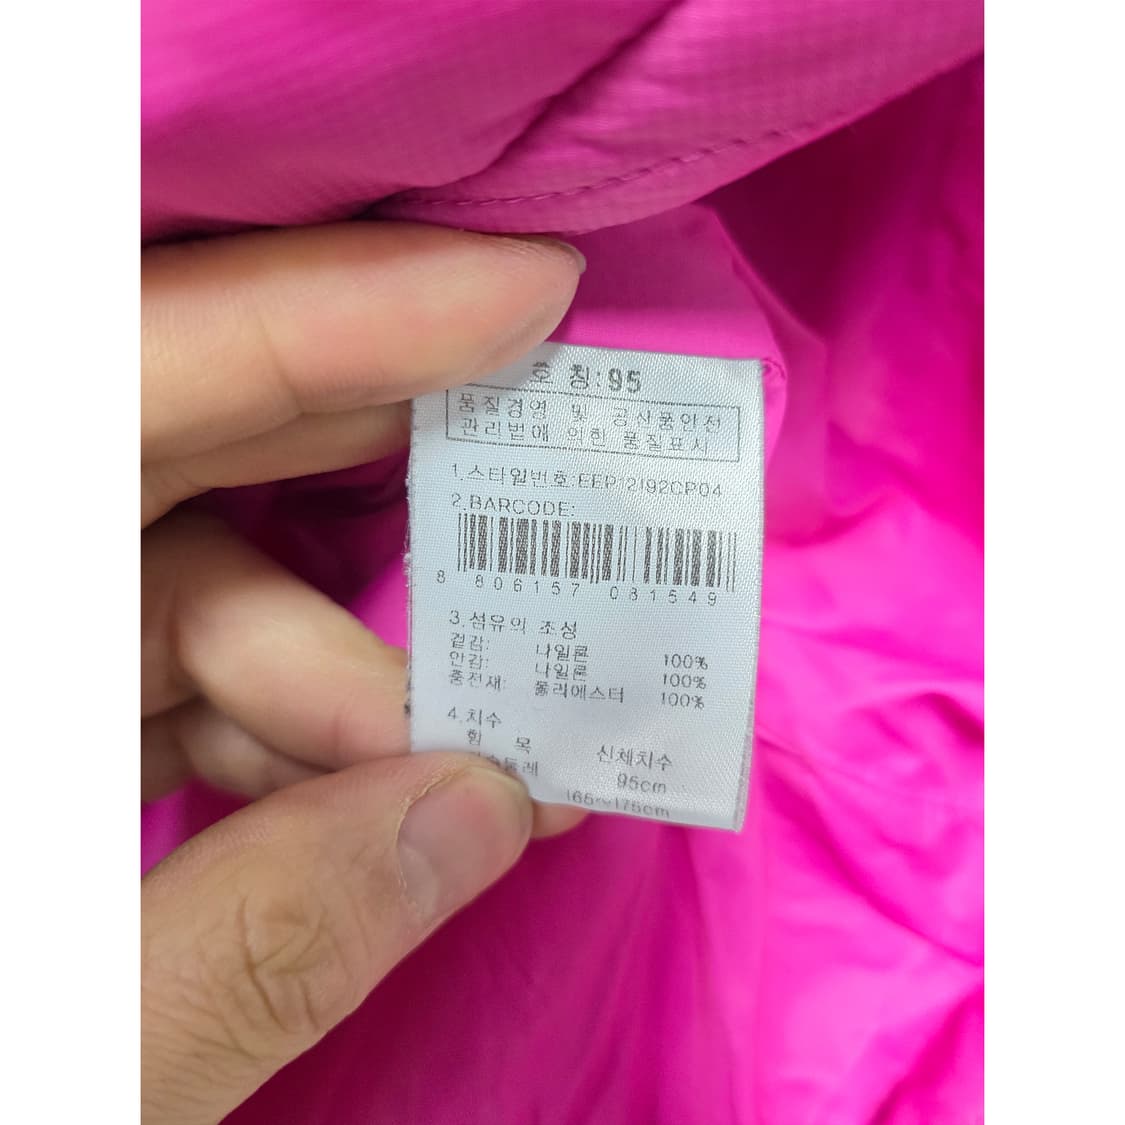 호 칭:95
품질경영 및 공산품안전
관리법에 의한 품질표시
1.스타일번호:EEP12I92CP04
2.BARCODE:
8 806157 081549
3.섬유의 조성
겉감: 나일론 100%
안감: 나일론 100%
충전재: 폴리에스터 100%
4.치수
항 목 신체치수
95cm
165~175cm